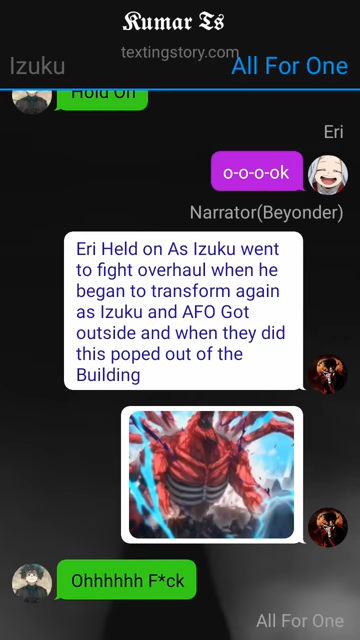 𝕶umar 𝕿s
textingstory.com
Izuku
All For One
Hold On
Eri
o-o-o-ok
Narrator(Beyonder)
Eri Held on As Izuku went
to fight overhaul when he
began to transform again
as Izuku and AFO Got
outside and when they did
this poped out of the
Building
Ohhhhhh F*ck
All For One